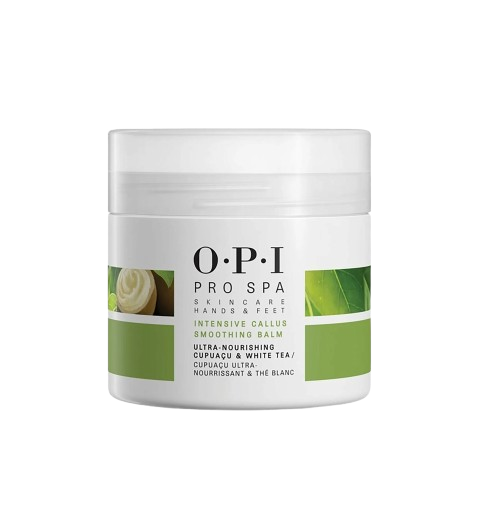 O·P·I
PRO SPA
SKINCARE
HANDS & FEET
INTENSIVE CALLUS
SMOOTHING BALM
ULTRA-NOURISHING
CUPUAÇU & WHITE TEA/
CUPUAÇU ULTRA-
NOURRISSANT & THÉ BLANC